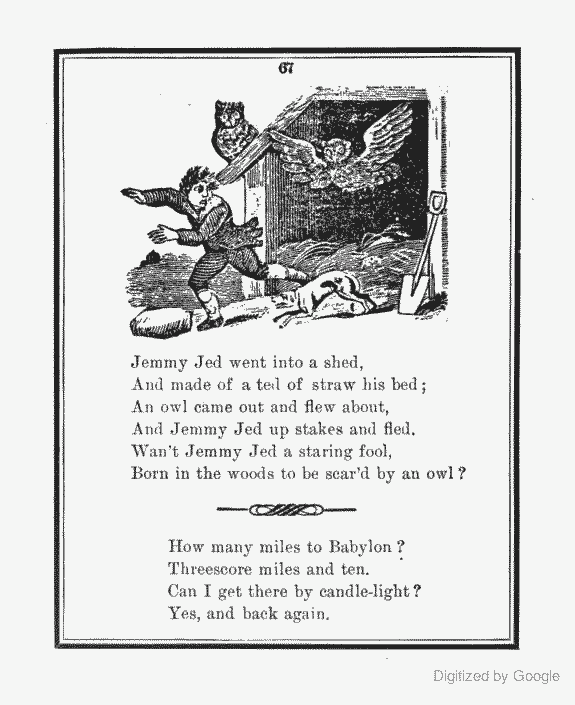 67
Jemmy Jed went into a shed,
And made of a ted of straw his bed;
An owl came out and flew about,
And Jemmy Jed up stakes and fled.
Wan't Jemmy Jed a staring fool,
Born in the woods to be scar'd by an owl?
How many miles to Babylon?
Threescore miles and ten.
Can I get there by candle-light?
Yes, and back again.
Digitized by Google